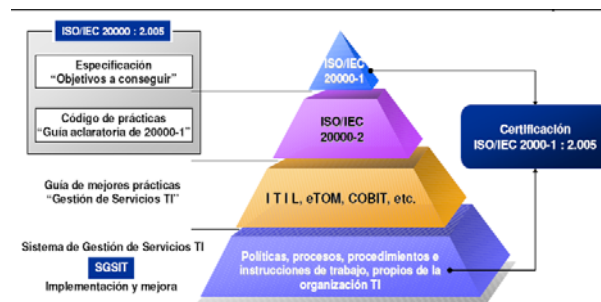 ISO/IEC 20000 : 2.005
Especificación
“Objetivos a conseguir”
Código de prácticas
“Guía aclaratoria de 20000-1”
Guía de mejores prácticas
“Gestión de Servicios TI”
Sistema de Gestión de Servicios TI
SGSIT
Implementación y mejora
ISO/IEC
20000-1
ISO/IEC
20000-2
I T I L, eTOM, COBIT, etc.
Políticas, procesos, procedimientos e
instrucciones de trabajo, propios de la
organización TI
Certificación
ISO/IEC 2000-1 : 2.005